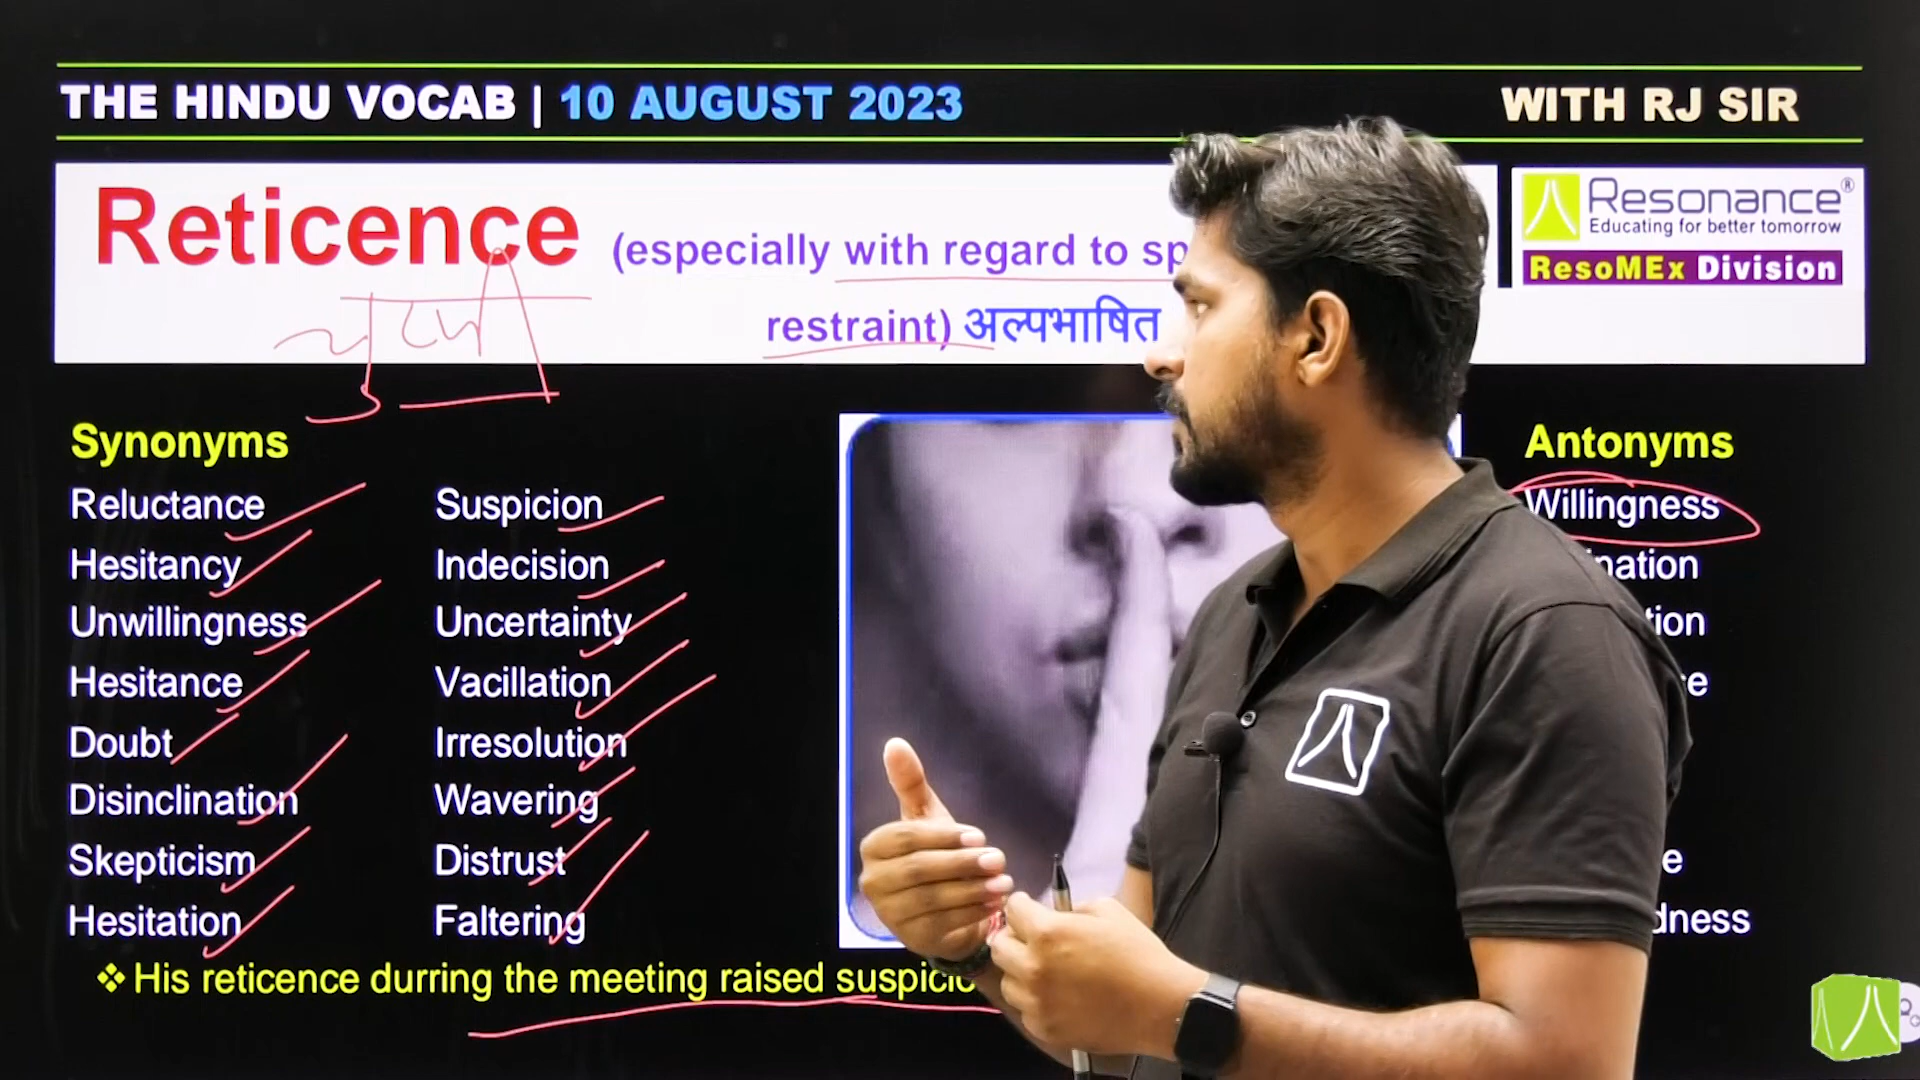 THE HINDU VOCAB | 10 AUGUST 2023
WITH RJ SIR
Reticence (especially with regard to
restraint) अल्पभाषित
Resonance®
Educating for better tomorrow
ResoMEx Division
Synonyms
Reluctance
Hesitancy
Unwillingness
Hesitance
Doubt
Disinclination
Skepticism
Hesitation
Suspicion
Indecision
Uncertainty
Vacillation
Irresolution
Wavering
Distrust
Faltering
Antonyms
Willingness
❖ His reticence durring the meeting raised